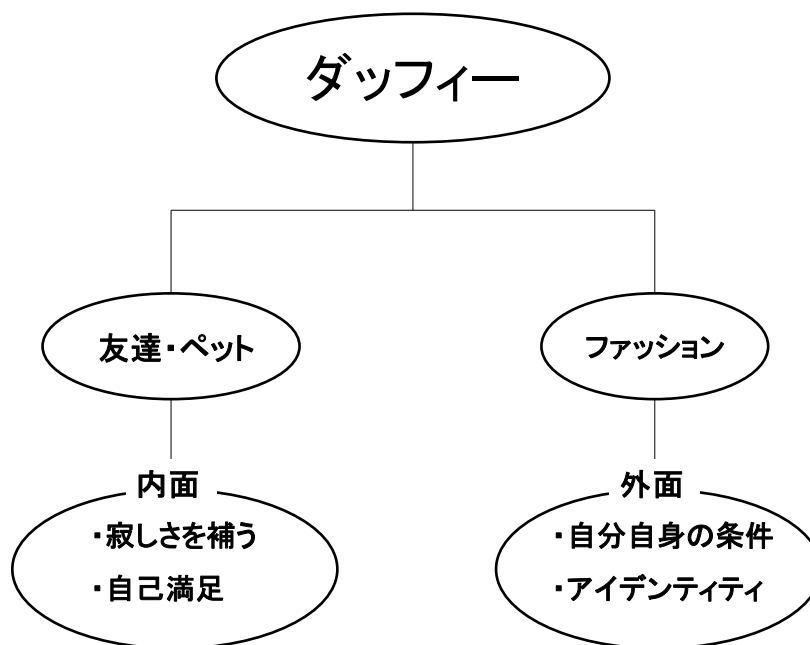 ダッフィー
友達・ペット
ファッション
内面
・寂しさを補う
・自己満足
外面
・自分自身の条件
・アイデンティティ